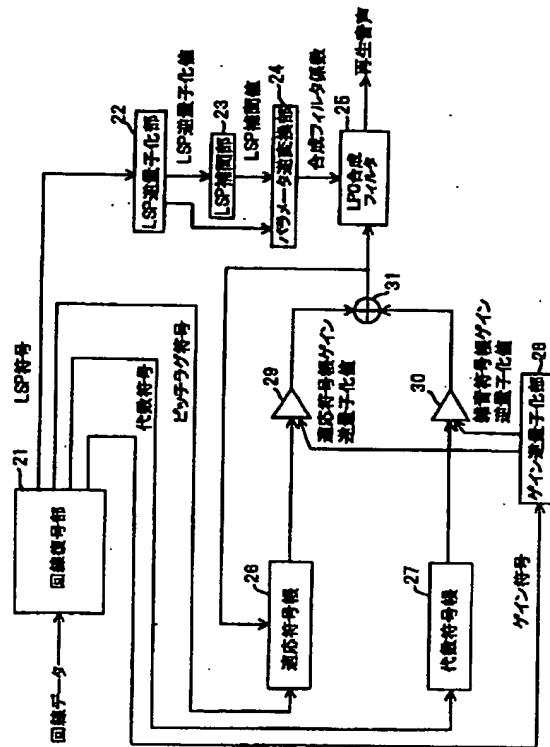 回線データ
21
回線復号部
LSP符号
代数符号
ピッチラグ符号
22
LSP逆量子化部
LSP逆量子化値
23
LSP補間部
LSP補間値
24
パラメータ逆変換部
合成フィルタ係数
25
LPC合成
フィルタ
再生音声
26
適応符号帳
29
適応符号帳ゲイン
逆量子化値
31
27
代数符号帳
30
雑音符号帳ゲイン
逆量子化値
ゲイン符号
28
ゲイン逆量子化部